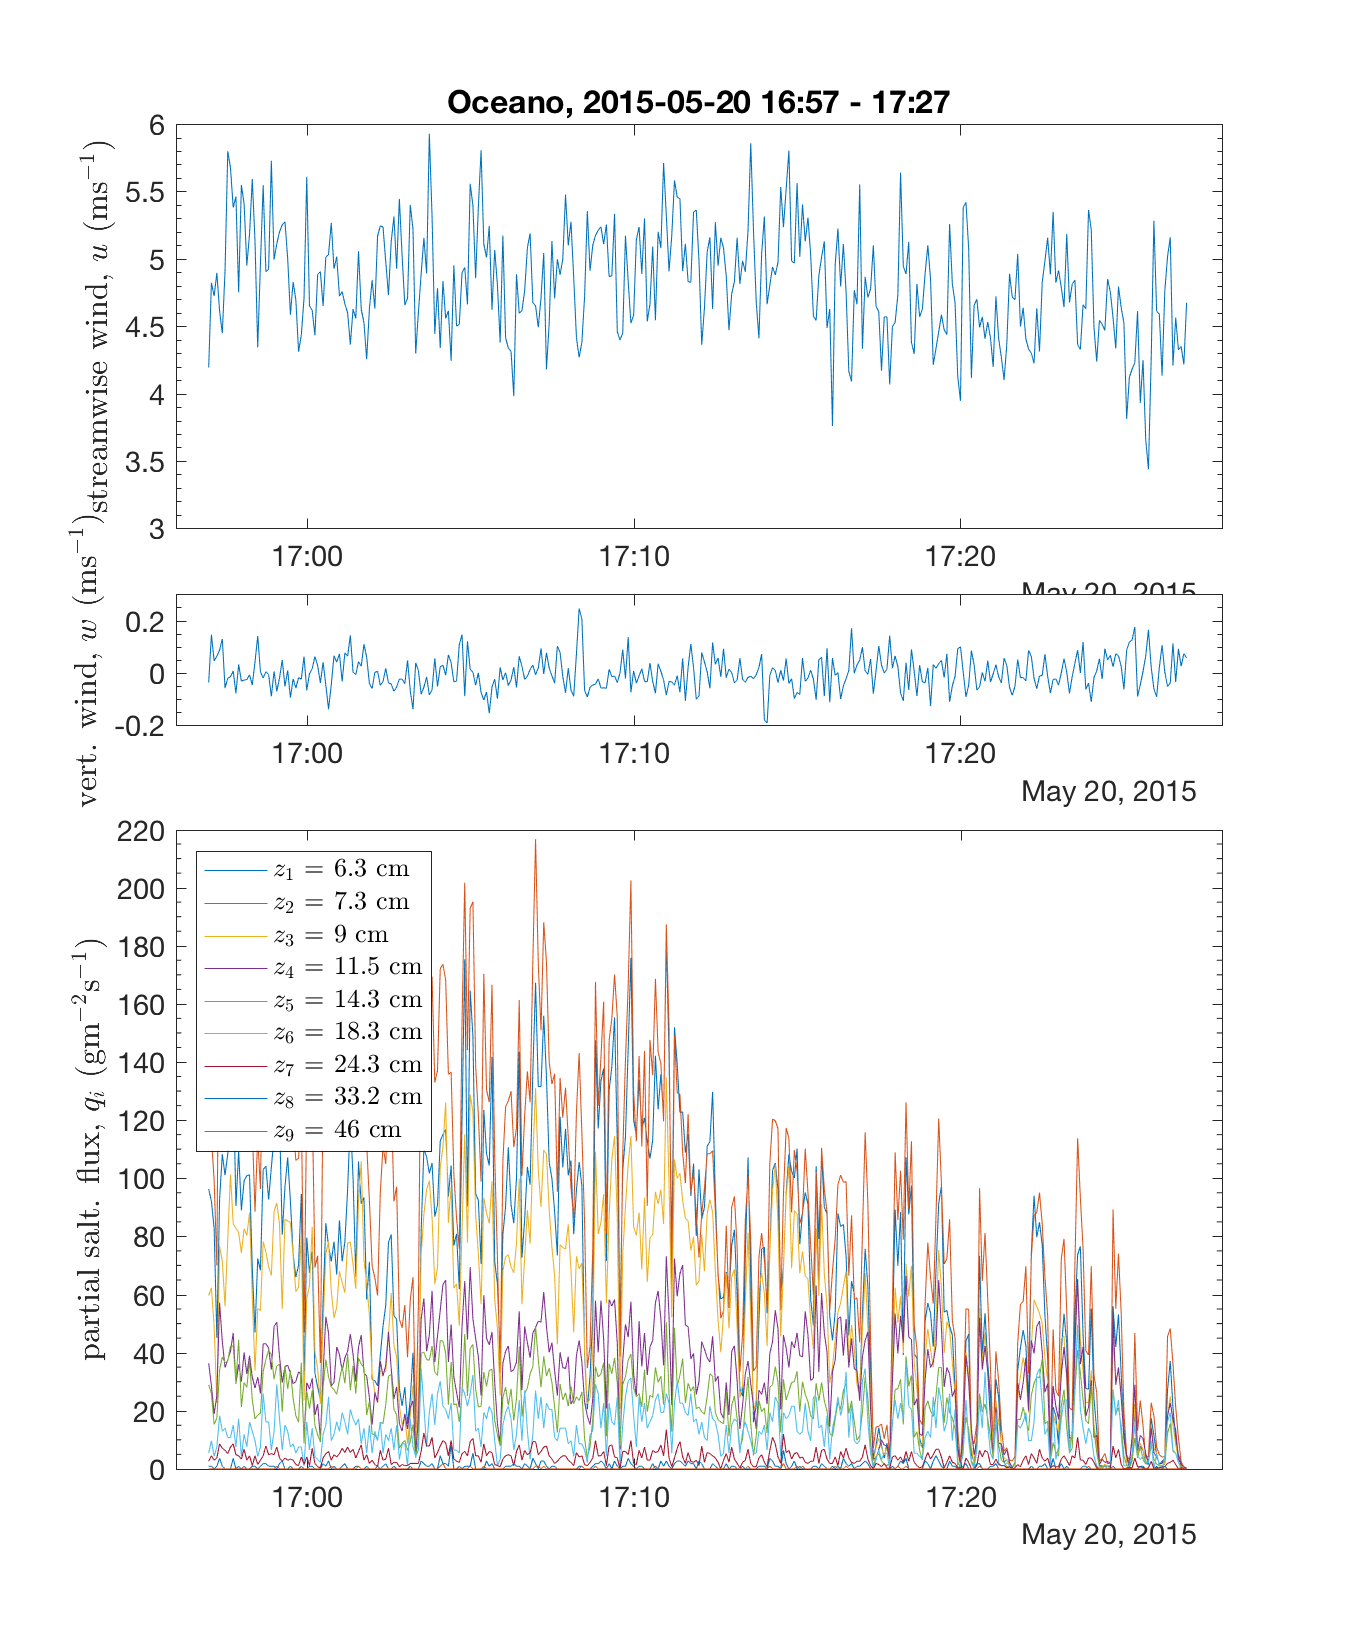 Oceano, 2015-05-20 16:57 - 17:27
streamwise wind, u (ms⁻¹)
6
5.5
5
4.5
4
3.5
3
17:00 17:10 17:20
May 20, 2015
vert. wind, w (ms⁻¹)
0.2
0
-0.2
17:00 17:10 17:20
May 20, 2015
partial salt. flux, qᵢ (gm⁻²s⁻¹)
220
200
180
160
140
120
100
80
60
40
20
0
z₁ = 6.3 cm
z₂ = 7.3 cm
z₃ = 9 cm
z₄ = 11.5 cm
z₅ = 14.3 cm
z₆ = 18.3 cm
z₇ = 24.3 cm
z₈ = 33.2 cm
z₉ = 46 cm
17:00 17:10 17:20
May 20, 2015